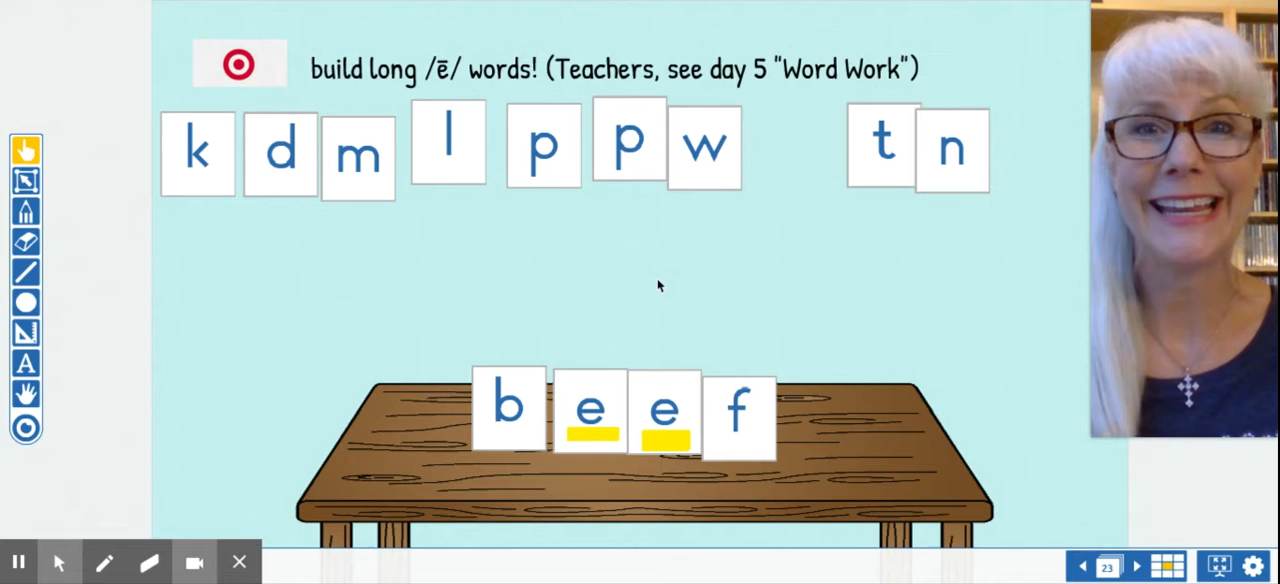 build long /ē/ words! (Teachers, see day 5 "Word Work")
k d m l p p w t n
b e e f
A
23